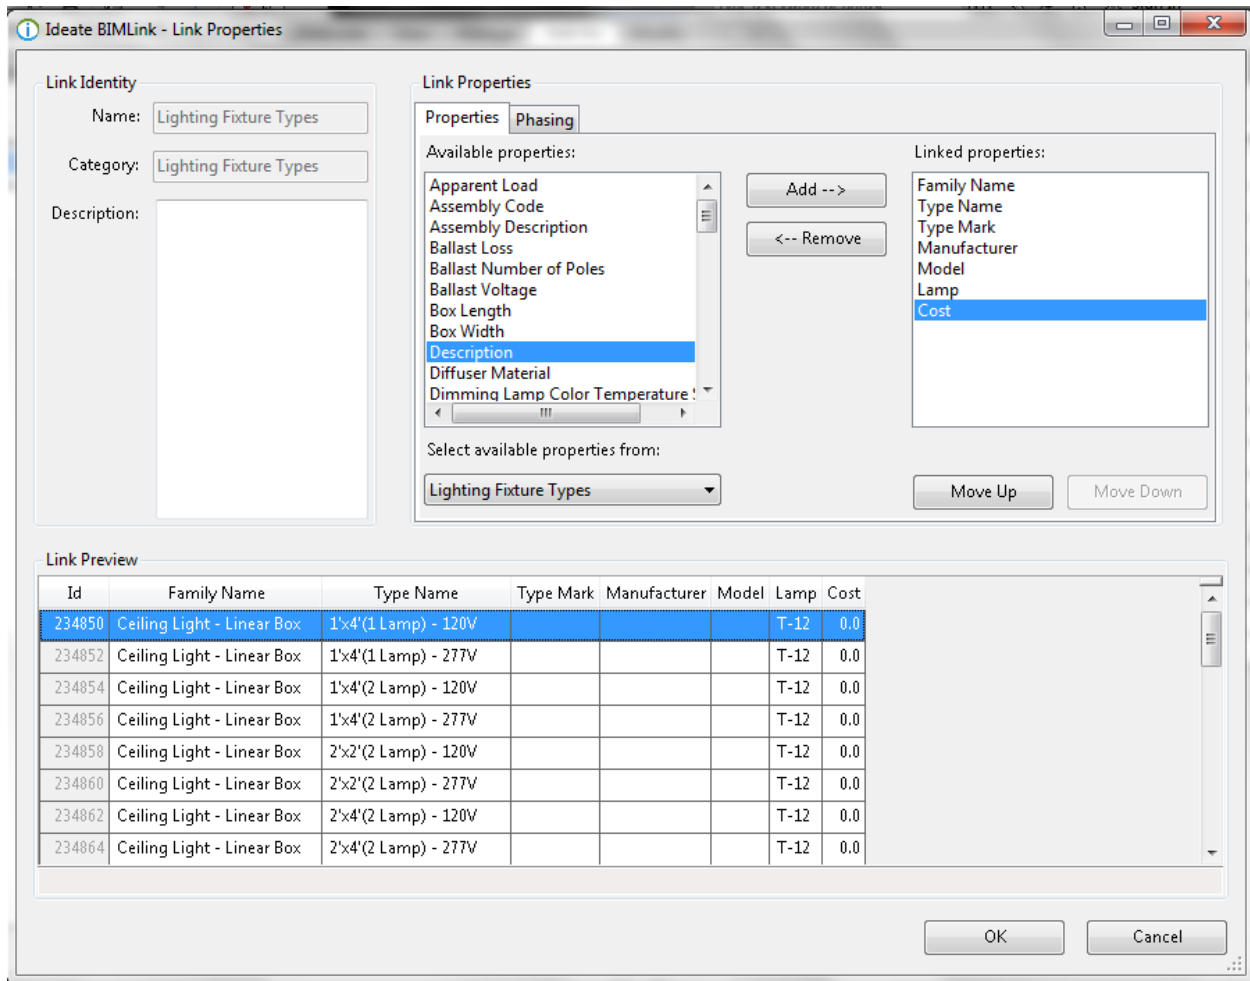 Ideate BIMLink - Link Properties
Link Identity
Name: Lighting Fixture Types
Category: Lighting Fixture Types
Description:
Link Properties
Properties Phasing
Available properties:
Apparent Load
Assembly Code
Assembly Description
Ballast Loss
Ballast Number of Poles
Ballast Voltage
Box Length
Box Width
Description
Diffuser Material
Dimming Lamp Color Temperature
Select available properties from:
Lighting Fixture Types
Add -->
<-- Remove
Linked properties:
Family Name
Type Name
Type Mark
Manufacturer
Model
Lamp
Cost
Move Up Move Down
Link Preview
Id Family Name Type Name Type Mark Manufacturer Model Lamp Cost
234850 Ceiling Light - Linear Box 1'x4'(1 Lamp) - 120V T-12 0.0
234852 Ceiling Light - Linear Box 1'x4'(1 Lamp) - 277V T-12 0.0
234854 Ceiling Light - Linear Box 1'x4'(2 Lamp) - 120V T-12 0.0
234856 Ceiling Light - Linear Box 1'x4'(2 Lamp) - 277V T-12 0.0
234858 Ceiling Light - Linear Box 2'x2'(2 Lamp) - 120V T-12 0.0
234860 Ceiling Light - Linear Box 2'x2'(2 Lamp) - 277V T-12 0.0
234862 Ceiling Light - Linear Box 2'x4'(2 Lamp) - 120V T-12 0.0
234864 Ceiling Light - Linear Box 2'x4'(2 Lamp) - 277V T-12 0.0
OK Cancel